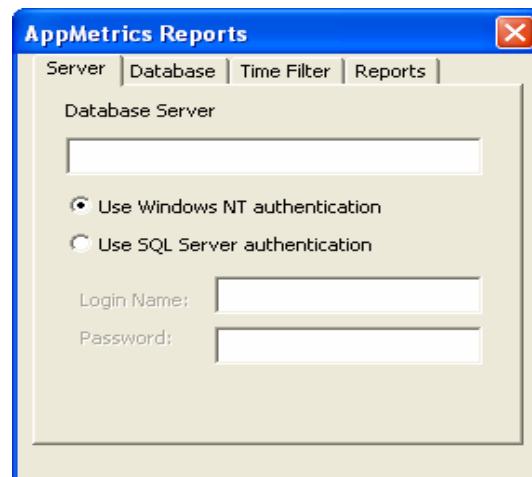 AppMetrics Reports
Server Database Time Filter Reports
Database Server
Use Windows NT authentication
Use SQL Server authentication
Login Name:
Password: